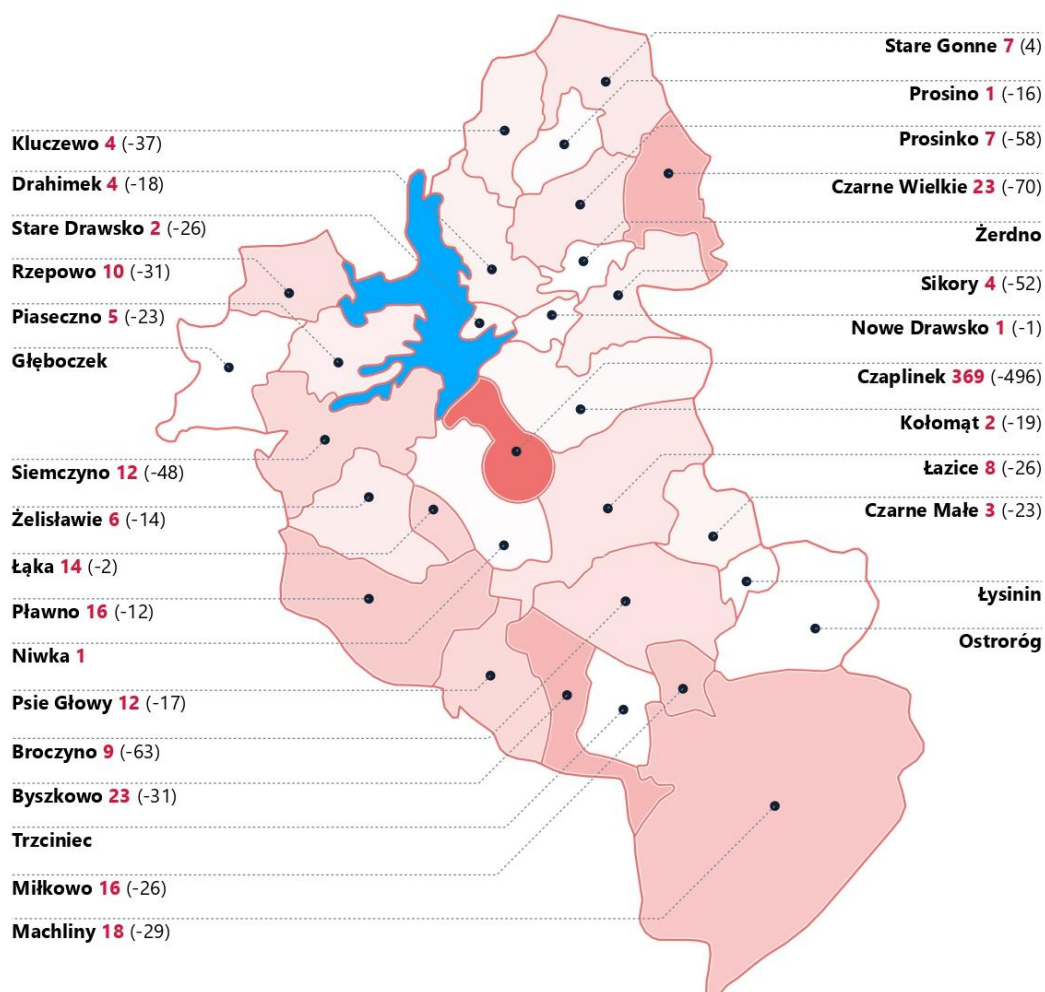 Kluczewo 4 (-37)
Drahimek 4 (-18)
Stare Drawsko 2 (-26)
Rzepowo 10 (-31)
Piaseczno 5 (-23)
Głęboczek
Siemczyno 12 (-48)
Żelisławie 6 (-14)
Łąka 14 (-2)
Pławno 16 (-12)
Niwka 1
Psie Głowy 12 (-17)
Broczyno 9 (-63)
Byszkowo 23 (-31)
Trzciniec
Miłkowo 16 (-26)
Machliny 18 (-29)
Stare Gonne 7 (4)
Prosino 1 (-16)
Prosinko 7 (-58)
Czarne Wielkie 23 (-70)
Żerdno
Sikory 4 (-52)
Nowe Drawsko 1 (-1)
Czaplinek 369 (-496)
Kołomąt 2 (-19)
Łazice 8 (-26)
Czarne Małe 3 (-23)
Łysinin
Ostroróg